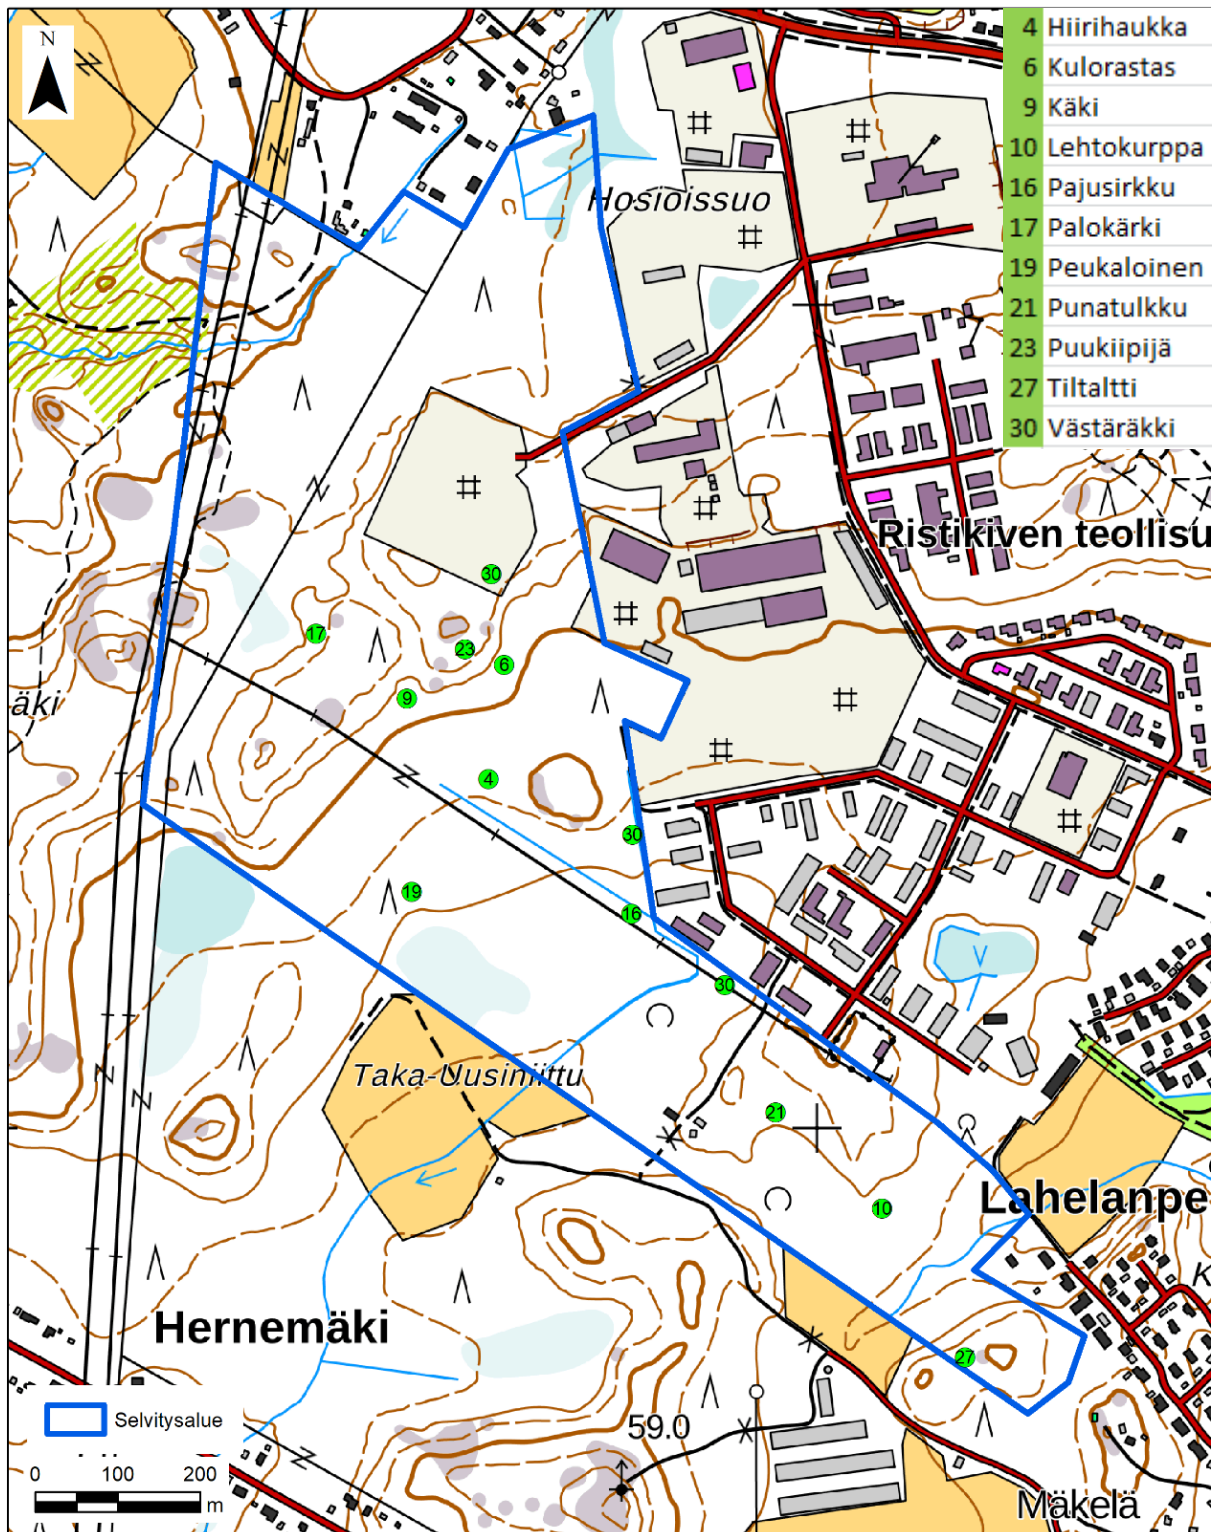 N
4 Hiirihaukka
6 Kulorastas
9 Käki
10 Lehtokurppa
16 Pajusirkku
17 Palokärki
19 Peukaloinen
21 Punatulkku
23 Puukiipijä
27 Tiltaltti
30 Västäräkki
Hosioissuo
Ristikiven teollisu
30
17
23
6
9
äki
4
30
19
16
30
Taka-Uusiniittu
21
10
Lahelanpe
K
Hernemäki
27
Selvitysalue
59.0
0 100 200
m
Mäkelä